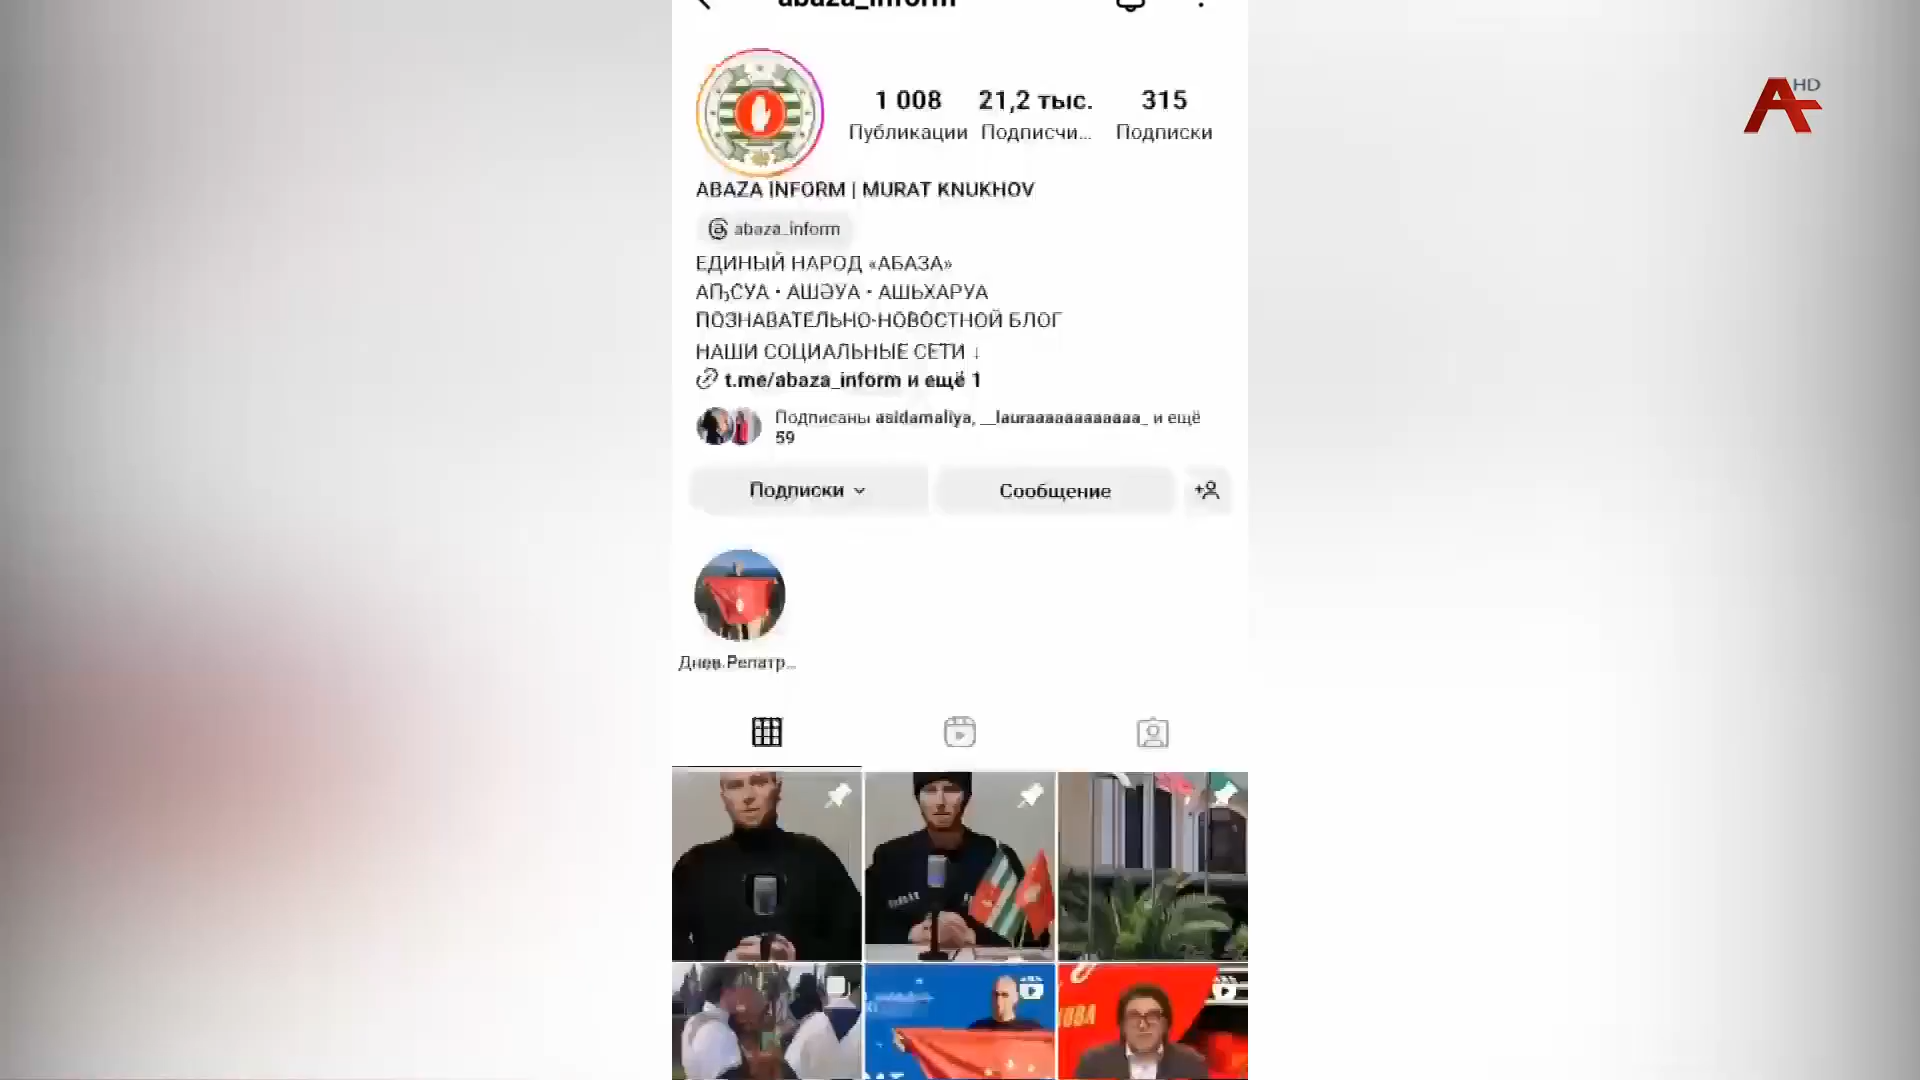 abaza_inform
HD
1 008
21,2 тыс.
315
Публикации
Подписчи...
Подписки
ABAZA INFORM | MURAT KNUKHOV
abaza_inform
ЕДИНЫЙ НАРОД «АБАЗА»
АҦСУА • АШӘУА • АШЬХАРУА
ПОЗНАВАТЕЛЬНО-НОВОСТНОЙ БЛОГ
НАШИ СОЦИАЛЬНЫЕ СЕТИ ↓
t.me/abaza_inform и ещё 1
Подписаны asidamaliya, и ещё
59
Подписки
Сообщение
Днев.Репатр...